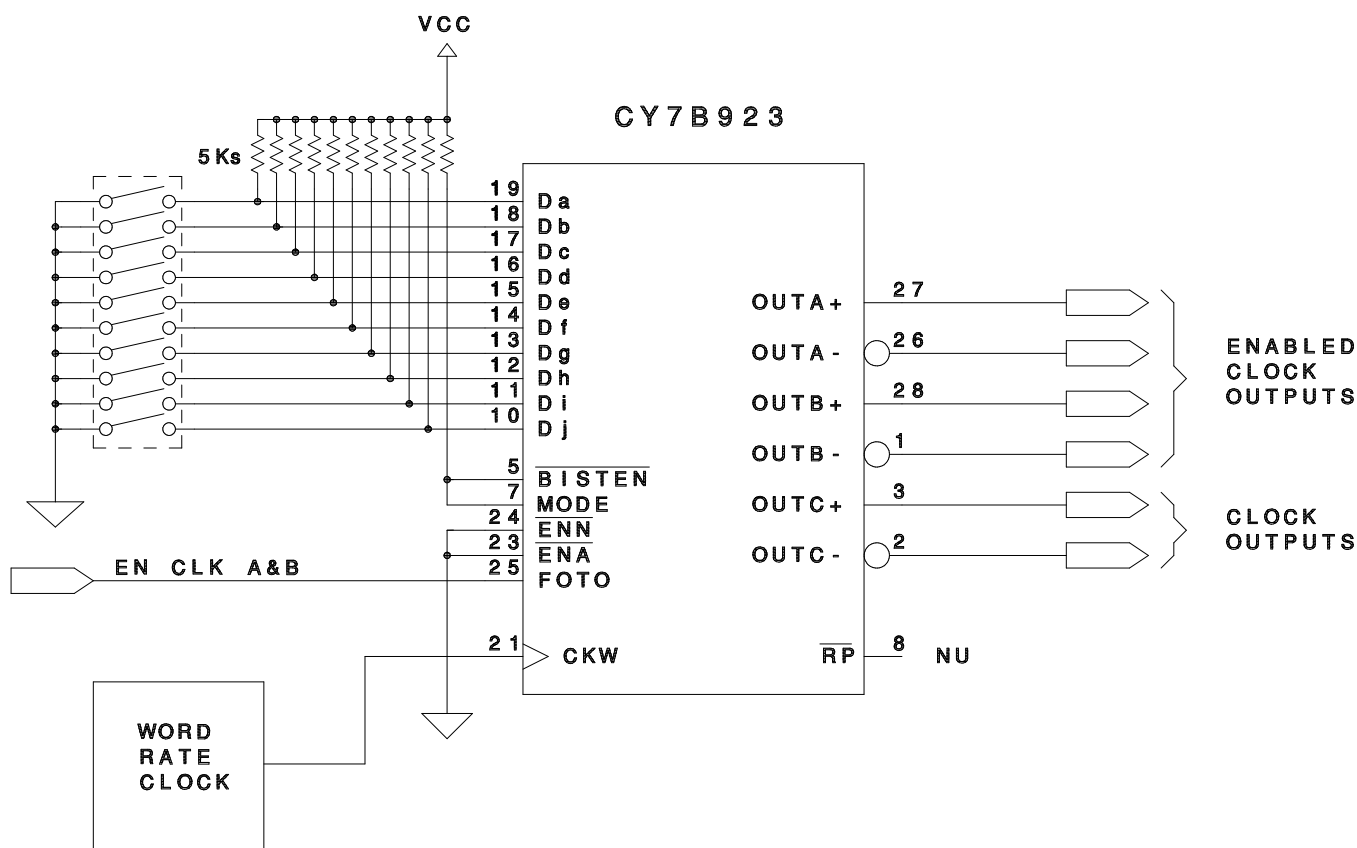 VCC
CY7B923
5Ks
19 Da
18 Db
17 Dc
16 Dd
15 De
14 Df
13 Dg
12 Dh
11 Di
10 Dj
5 BISTEN
7 MODE
24 ENN
23 ENA
25 FOTO
EN CLK A&B
21 CKW
OUTA+ 27
OUTA- 26
OUTB+ 28
OUTB- 1
OUTC+ 3
OUTC- 2
RP 8 NU
ENABLED
CLOCK
OUTPUTS
CLOCK
OUTPUTS
WORD
RATE
CLOCK